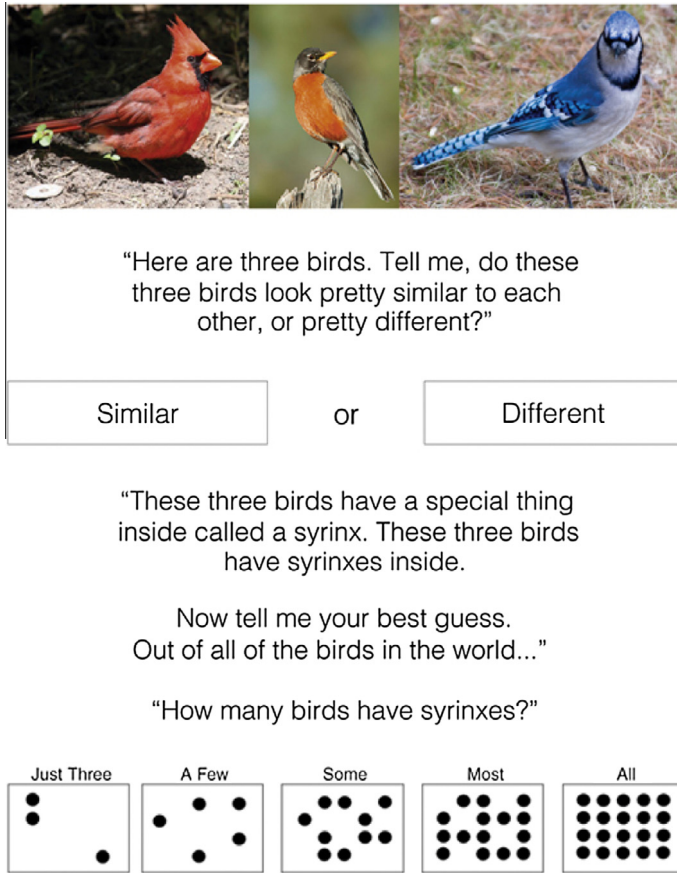 “Here are three birds. Tell me, do these
three birds look pretty similar to each
other, or pretty different?”
Similar or Different
“These three birds have a special thing
inside called a syrinx. These three birds
have syrinxes inside.
Now tell me your best guess.
Out of all of the birds in the world...”
“How many birds have syrinxes?”
Just Three A Few Some Most All